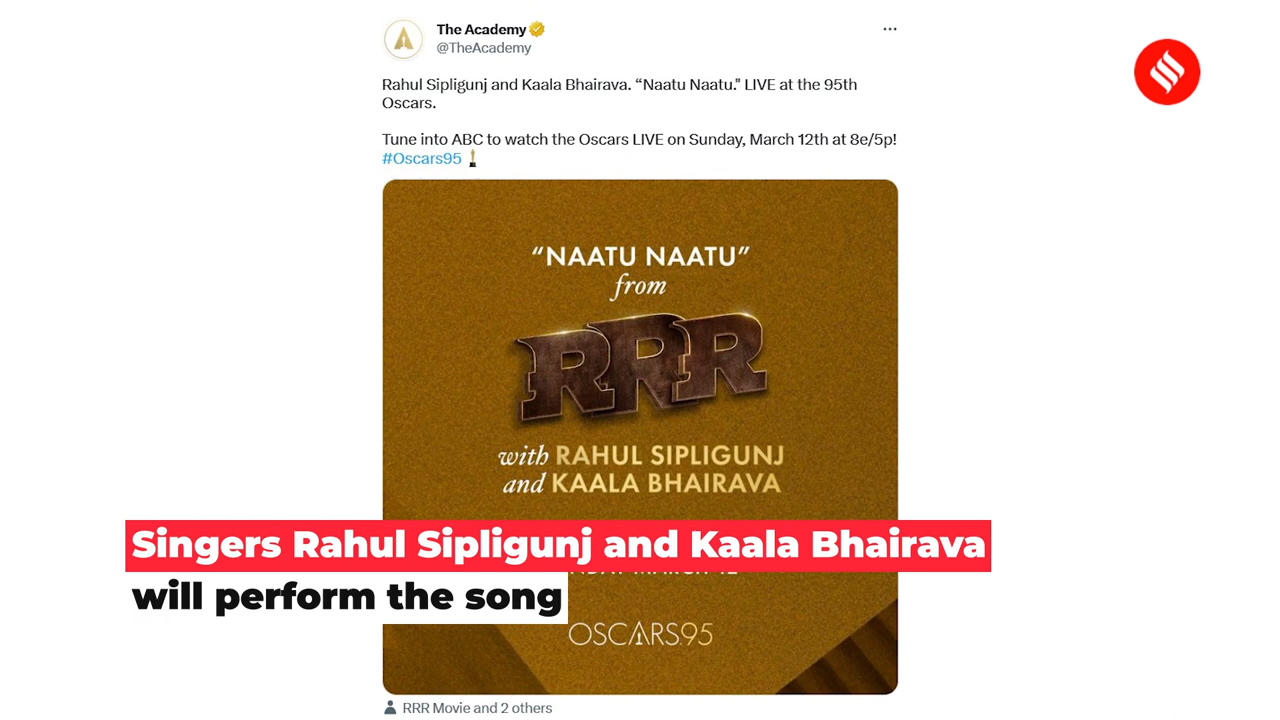 The Academy
@TheAcademy
Rahul Sipligunj and Kaala Bhairava. “Naatu Naatu." LIVE at the 95th
Oscars.
Tune into ABC to watch the Oscars LIVE on Sunday, March 12th at 8e/5p!
#Oscars95
“NAATU NAATU”
from
RRR
with RAHUL SIPLIGUNJ
and KAALA BHAIRAVA
Singers Rahul Sipligunj and Kaala Bhairava
will perform the song
OSCARS95
RRR Movie and 2 others